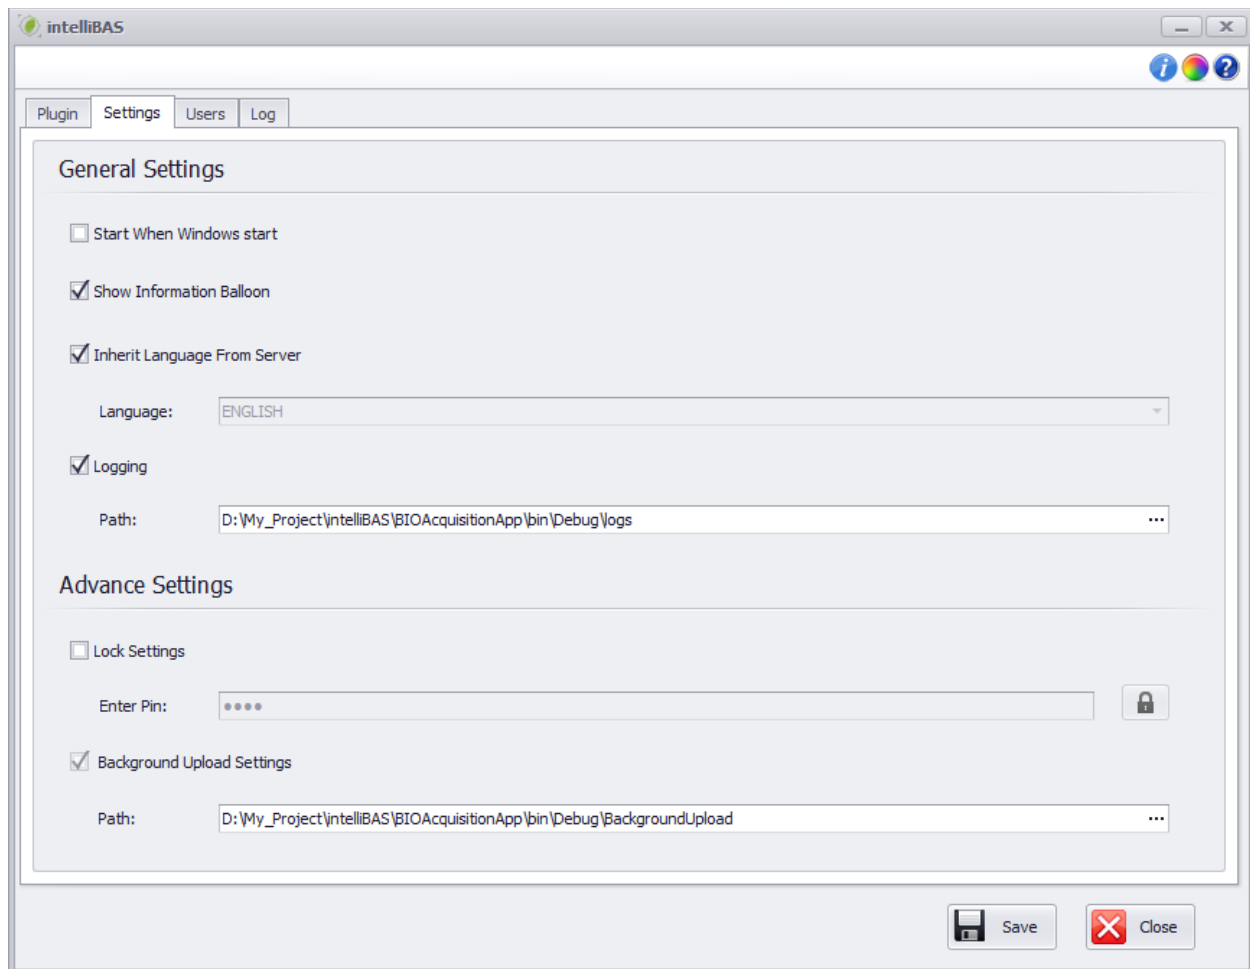 intelliBAS
Plugin Settings Users Log
General Settings
Start When Windows start
Show Information Balloon
Inherit Language From Server
Language: ENGLISH
Logging
Path: D:\My_Project\intelliBAS\BIOAcquisitionApp\bin\Debug\logs ...
Advance Settings
Lock Settings
Enter Pin: ●●●●
Background Upload Settings
Path: D:\My_Project\intelliBAS\BIOAcquisitionApp\bin\Debug\BackgroundUpload ...
Save Close